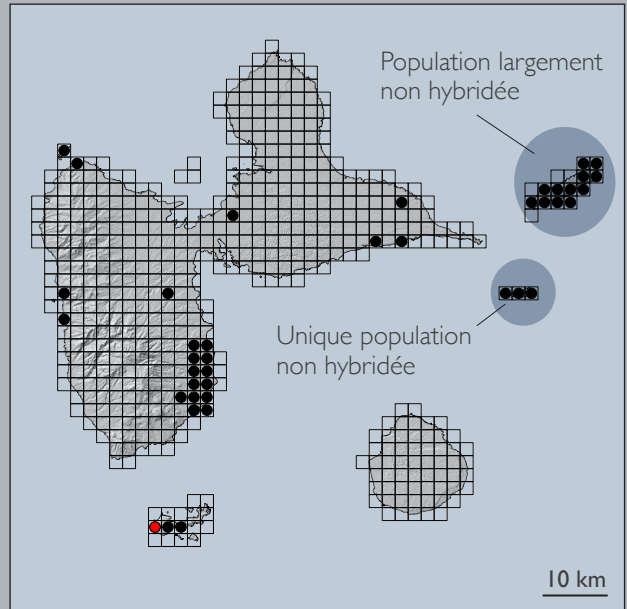 Population largement
non hybridée
Unique population
non hybridée
10 km